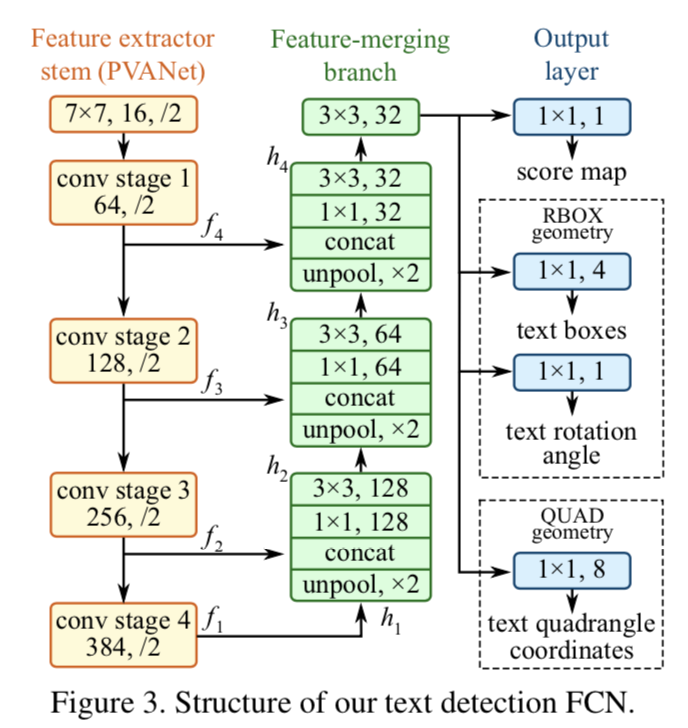 Feature extractor
stem (PVANet)
7×7, 16, /2
conv stage 1
64, /2
f4
conv stage 2
128, /2
f3
conv stage 3
256, /2
f2
conv stage 4
384, /2
f1
Feature-merging
branch
3×3, 32
h4
3×3, 32
1×1, 32
concat
unpool, ×2
h3
3×3, 64
1×1, 64
concat
unpool, ×2
h2
3×3, 128
1×1, 128
concat
unpool, ×2
h1
Output
layer
1×1, 1
score map
RBOX
geometry
1×1, 4
text boxes
1×1, 1
text rotation
angle
QUAD
geometry
1×1, 8
text quadrangle
coordinates
Figure 3. Structure of our text detection FCN.